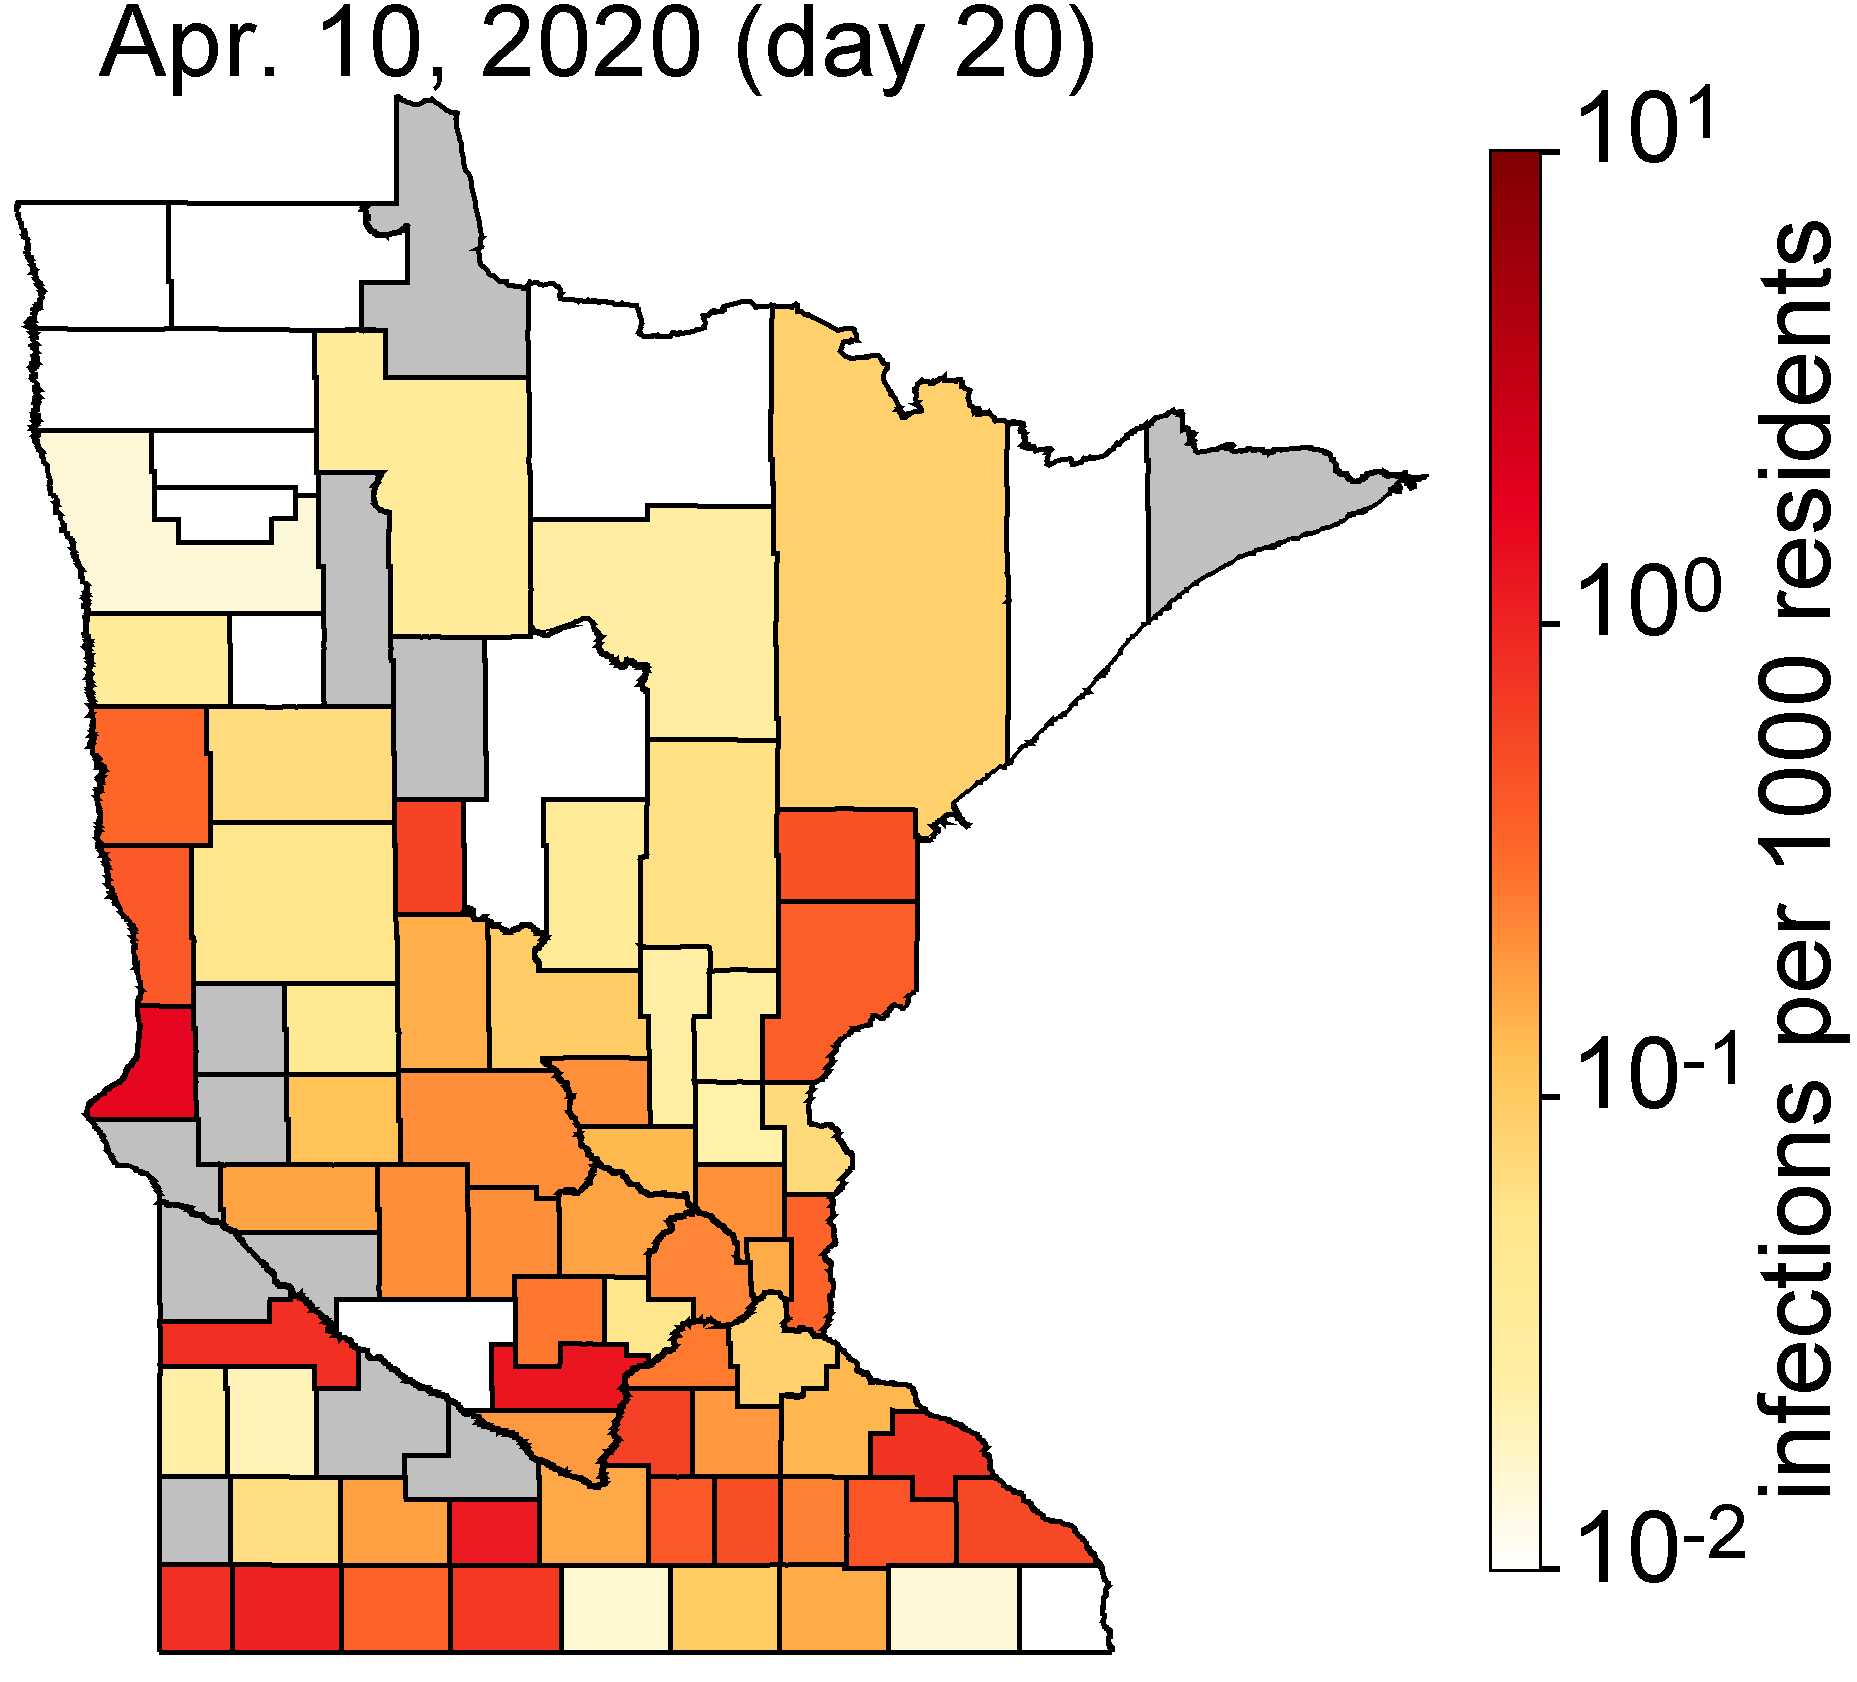 Apr. 10, 2020 (day 20)
10¹
10⁰
10⁻¹
10⁻²
infections per 1000 residents